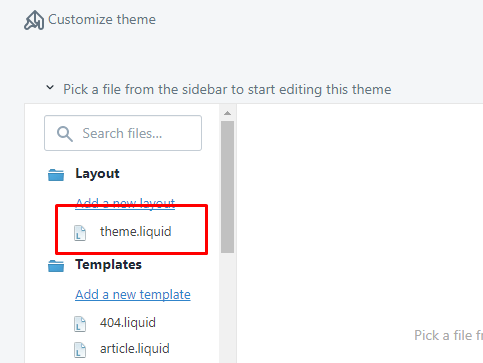 Customize theme
Pick a file from the sidebar to start editing this theme
Search files...
Layout
Add a new layout
theme.liquid
Templates
Add a new template
404.liquid
article.liquid
Pick a file from